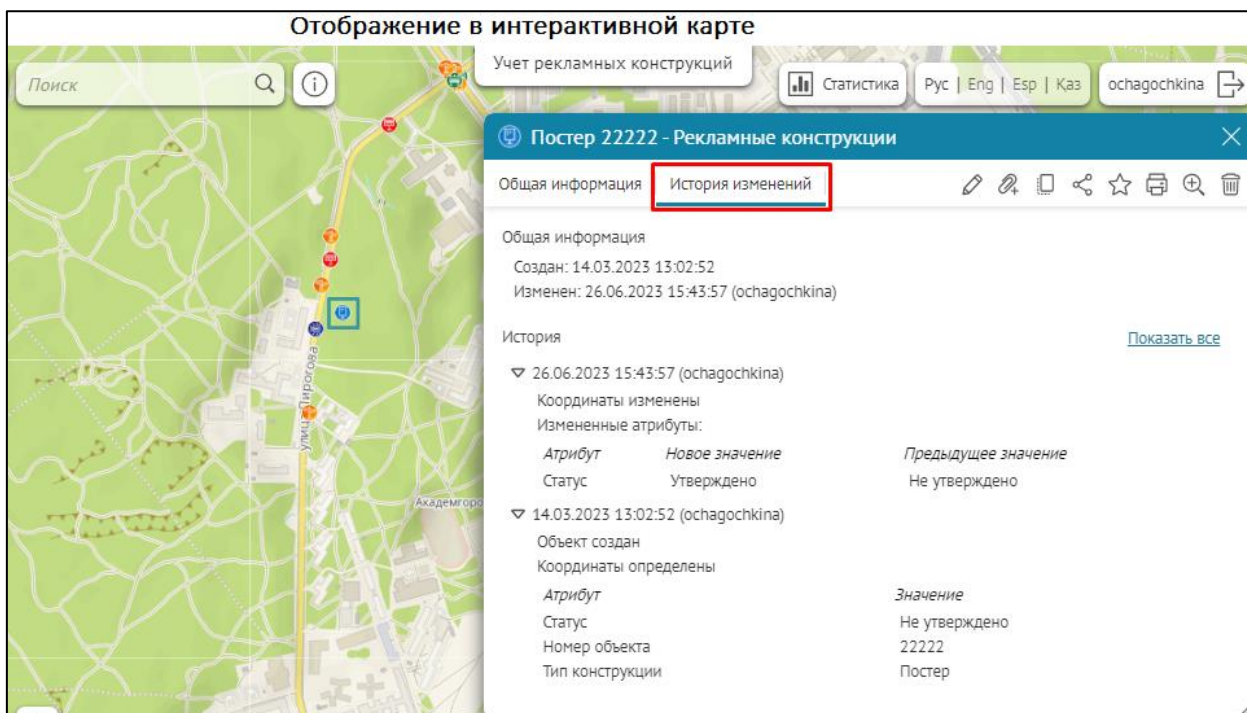 Отображение в интерактивной карте
Поиск
Учет рекламных конструкций
Статистика
Рус | Eng | Esp | Қаз
ochagochkina
Постер 22222 - Рекламные конструкции
Общая информация История изменений
Общая информация
Создан: 14.03.2023 13:02:52
Изменен: 26.06.2023 15:43:57 (ochagochkina)
История Показать все
26.06.2023 15:43:57 (ochagochkina)
Координаты изменены
Измененные атрибуты:
Атрибут Новое значение Предыдущее значение
Статус Утверждено Не утверждено
14.03.2023 13:02:52 (ochagochkina)
Объект создан
Координаты определены
Атрибут Значение
Статус Не утверждено
Номер объекта 22222
Тип конструкции Постер
улица Пирогова
Академгоро